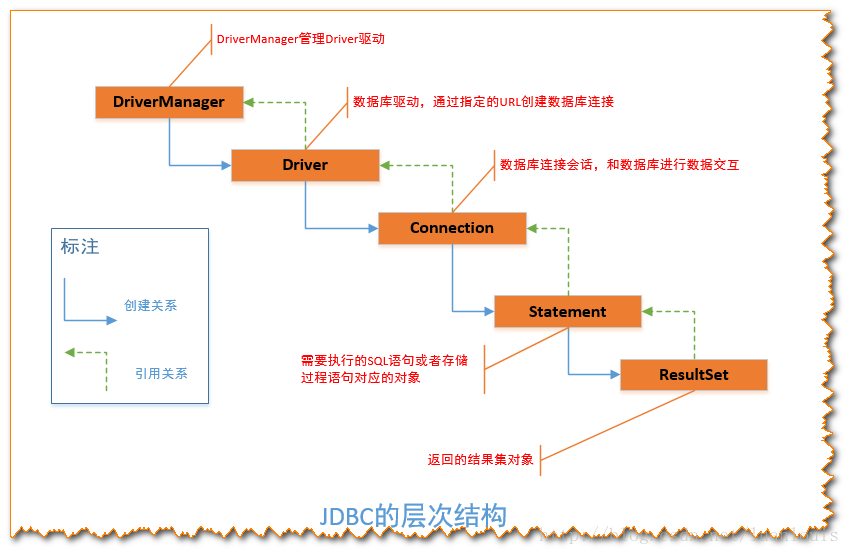 DriverManager管理Driver驱动
DriverManager
数据库驱动，通过指定的URL创建数据库连接
Driver
数据库连接会话，和数据库进行数据交互
Connection
标注
创建关系
引用关系
Statement
需要执行的SQL语句或者存储
过程语句对应的对象
ResultSet
返回的结果集对象
JDBC的层次结构